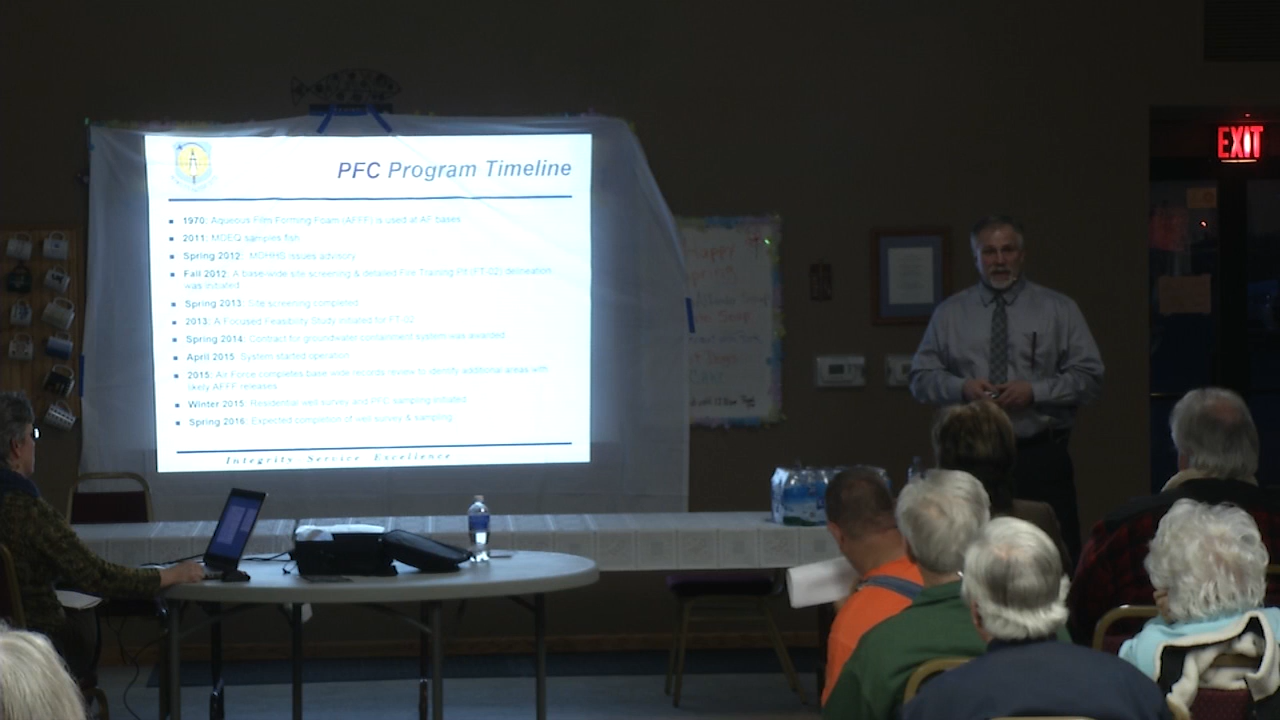 PFC Program Timeline
1970: Aqueous Film Forming Foam (AFFF) is used at AF bases
2011: MDEQ samples fish
Spring 2012: MDHHS issues advisory
Fall 2012: A base-wide site screening & detailed Fire Training Pit (FT-02) delineation
was initiated
Spring 2013: Site screening completed
2013: A Focused Feasibility Study initiated for FT-02
Spring 2014: Contract for groundwater containment system was awarded
April 2015: System started operation
2015: Air Force completes base wide records review to identify additional areas with
likely AFFF releases
Winter 2015: Residential well survey and PFC sampling initiated
Spring 2016: Expected completion of well survey & sampling
Integrity Service Excellence
EXIT
Happy
Spring